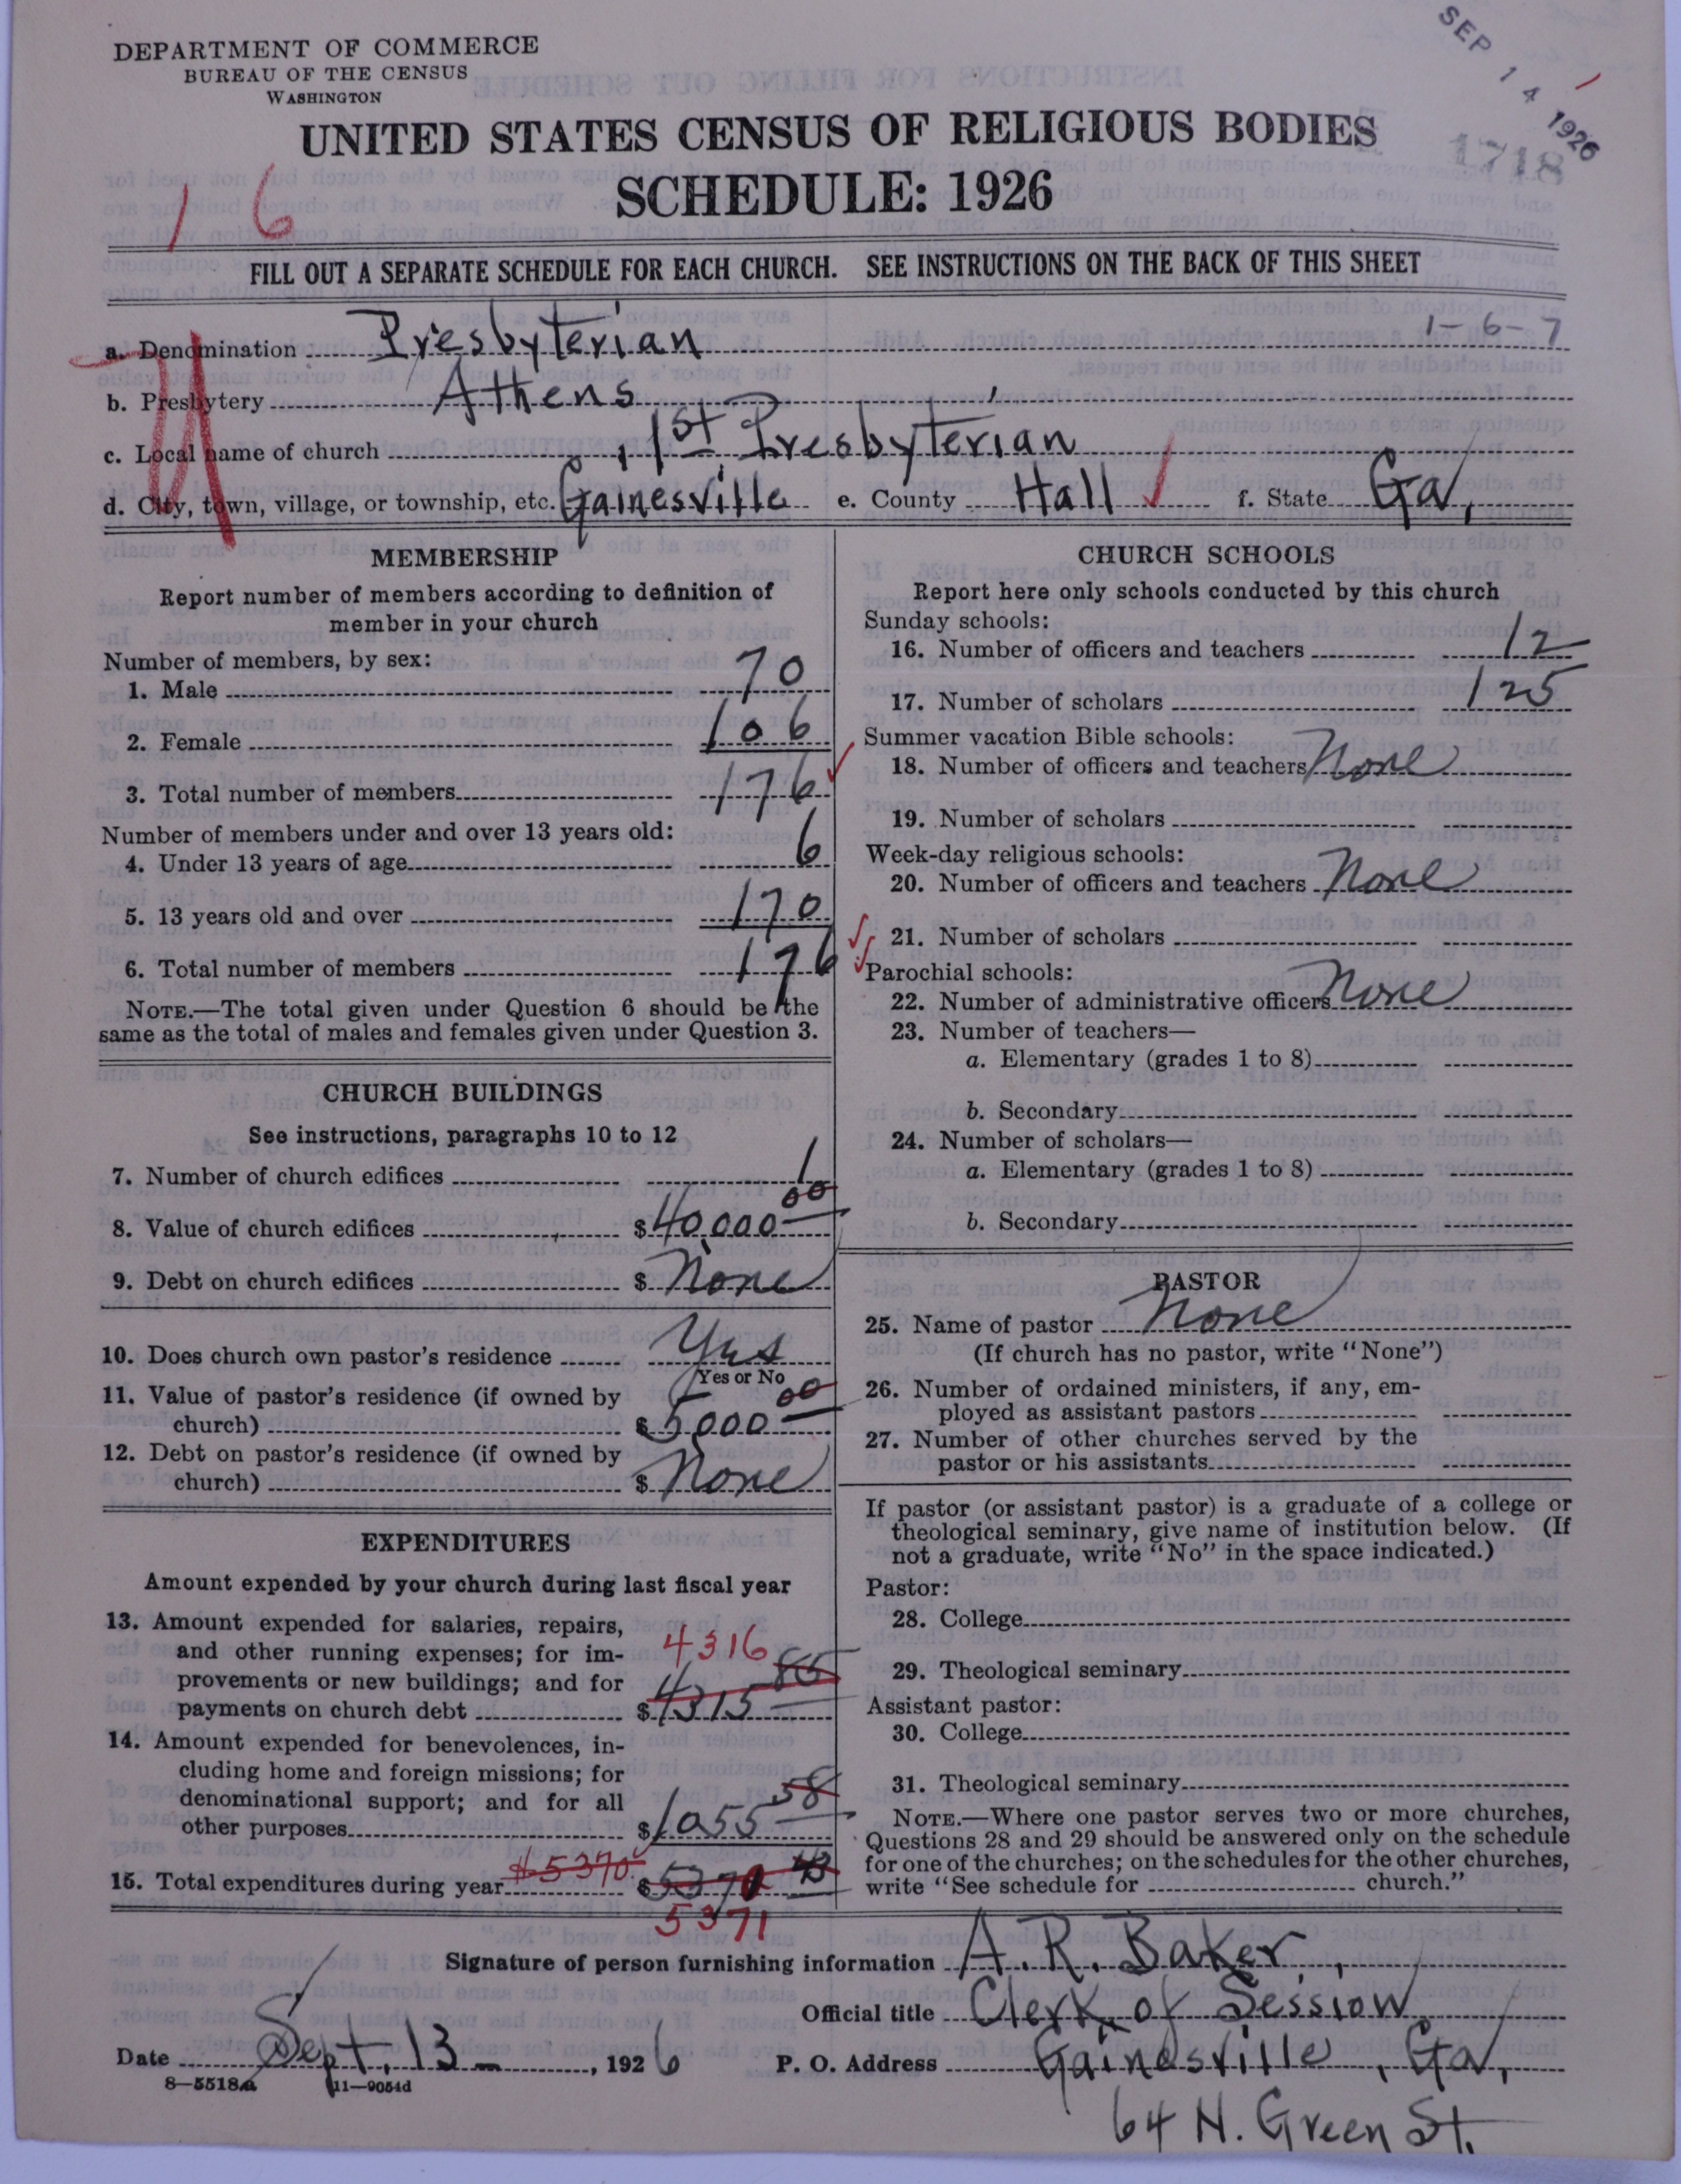 DEPARTMENT OF COMMERCE
BUREAU OF THE CENSUS
WASHINGTON
SEP 14 1926
1718
UNITED STATES CENSUS OF RELIGIOUS BODIES
SCHEDULE: 1926
16
FILL OUT A SEPARATE SCHEDULE FOR EACH CHURCH. SEE INSTRUCTIONS ON THE BACK OF THIS SHEET
1-6-7
a. Denomination Presbyterian
b. Presbytery Athens
c. Local name of church 1st Presbyterian
d. City, town, village, or township, etc. Gainesville e. County Hall f. State Ga,
MEMBERSHIP
Report number of members according to definition of
member in your church
Number of members, by sex:
1. Male 70
2. Female 106
3. Total number of members 176
Number of members under and over 13 years old:
4. Under 13 years of age 6
5. 13 years old and over 170
6. Total number of members 176
NOTE.—The total given under Question 6 should be the
same as the total of males and females given under Question 3.
CHURCH BUILDINGS
See instructions, paragraphs 10 to 12
7. Number of church edifices 1
8. Value of church edifices $ 40,000 00
9. Debt on church edifices $ None
10. Does church own pastor's residence Yes
Yes or No
11. Value of pastor's residence (if owned by
church) $ 5000 00
12. Debt on pastor's residence (if owned by
church) $ None
EXPENDITURES
Amount expended by your church during last fiscal year
13. Amount expended for salaries, repairs,
and other running expenses; for im-
4316
provements or new buildings; and for
payments on church debt $ 4315 85
14. Amount expended for benevolences, in-
cluding home and foreign missions; for
denominational support; and for all
other purposes $ 1055 58
15. Total expenditures during year $5370 $ 5370 43
5371
CHURCH SCHOOLS
Report here only schools conducted by this church
Sunday schools:
16. Number of officers and teachers 12
17. Number of scholars 125
Summer vacation Bible schools:
18. Number of officers and teachers None
19. Number of scholars
Week-day religious schools:
20. Number of officers and teachers None
21. Number of scholars
Parochial schools:
22. Number of administrative officers None
23. Number of teachers—
a. Elementary (grades 1 to 8)
b. Secondary
24. Number of scholars—
a. Elementary (grades 1 to 8)
b. Secondary
PASTOR
25. Name of pastor None
(If church has no pastor, write "None")
26. Number of ordained ministers, if any, em-
ployed as assistant pastors
27. Number of other churches served by the
pastor or his assistants
If pastor (or assistant pastor) is a graduate of a college or
theological seminary, give name of institution below. (If
not a graduate, write "No" in the space indicated.)
Pastor:
28. College
29. Theological seminary
Assistant pastor:
30. College
31. Theological seminary
NOTE.—Where one pastor serves two or more churches,
Questions 28 and 29 should be answered only on the schedule
for one of the churches; on the schedules for the other churches,
write "See schedule for church."
Signature of person furnishing information A. R. Baker,
Official title Clerk of Session
Date Sept, 13 , 1926 P. O. Address Gainesville, Ga,
8—5518a 11—9054d
64 N. Green St.